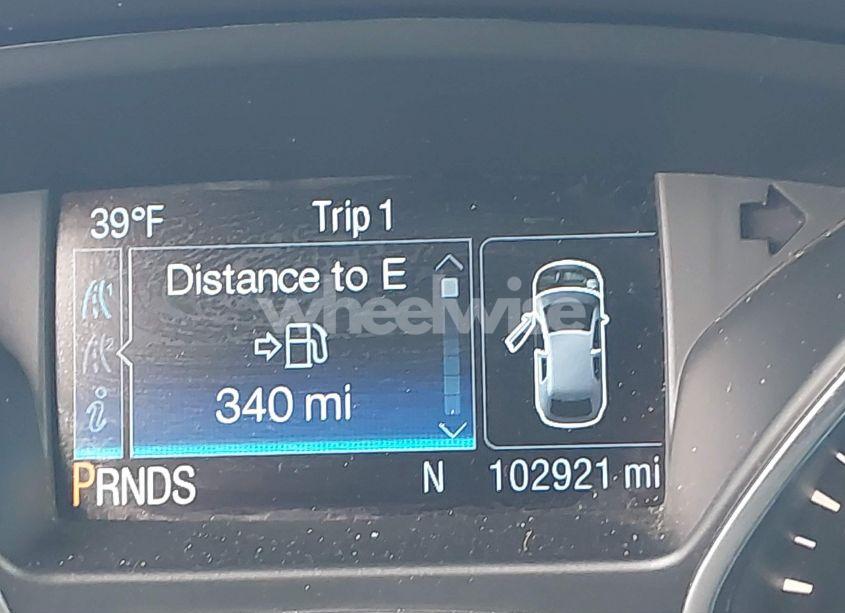 39°F Trip 1
Distance to E
wheelwise
340 mi
PRNDS N 102921 mi